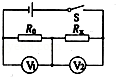 S
R₀ Rₓ
V₁ V₂